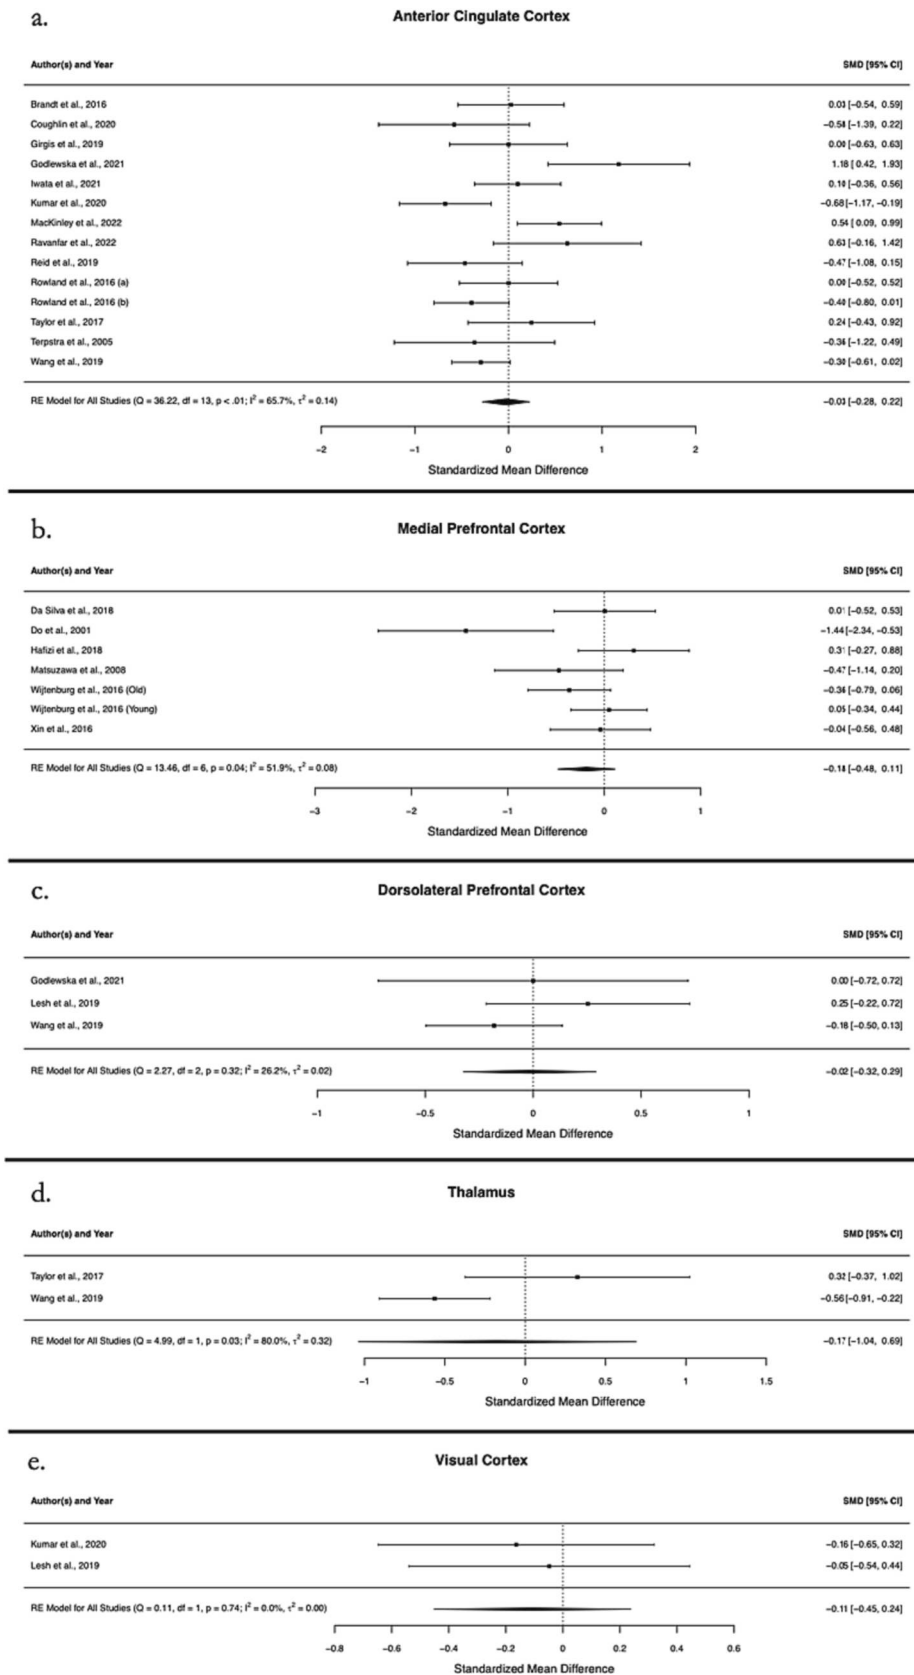 a.
Anterior Cingulate Cortex
Author(s) and Year SMD [95% CI]
Brandt et al., 2016 0.03 [-0.54, 0.59]
Coughlin et al., 2020 -0.58 [-1.39, 0.22]
Girgis et al., 2019 0.00 [-0.63, 0.63]
Godlewska et al., 2021 1.18 [ 0.42, 1.93]
Iwata et al., 2021 0.10 [-0.36, 0.56]
Kumar et al., 2020 -0.68 [-1.17, -0.19]
MacKinley et al., 2022 0.54 [ 0.09, 0.99]
Ravanfar et al., 2022 0.63 [-0.16, 1.42]
Reid et al., 2019 -0.47 [-1.08, 0.15]
Rowland et al., 2016 (a) 0.00 [-0.52, 0.52]
Rowland et al., 2016 (b) -0.40 [-0.80, 0.01]
Taylor et al., 2017 0.24 [-0.43, 0.92]
Terpstra et al., 2005 -0.36 [-1.22, 0.49]
Wang et al., 2019 -0.30 [-0.61, 0.02]
RE Model for All Studies (Q = 36.22, df = 13, p < .01; I² = 65.7%, τ² = 0.14) -0.03 [-0.28, 0.22]
-2 -1 0 1 2
Standardized Mean Difference
b.
Medial Prefrontal Cortex
Author(s) and Year SMD [95% CI]
Da Silva et al., 2018 0.01 [-0.52, 0.53]
Do et al., 2001 -1.44 [-2.34, -0.53]
Hafizi et al., 2018 0.31 [-0.27, 0.88]
Matsuzawa et al., 2008 -0.47 [-1.14, 0.20]
Wijtenburg et al., 2016 (Old) -0.36 [-0.79, 0.06]
Wijtenburg et al., 2016 (Young) 0.05 [-0.34, 0.44]
Xin et al., 2016 -0.04 [-0.56, 0.48]
RE Model for All Studies (Q = 13.46, df = 6, p = 0.04; I² = 51.9%, τ² = 0.08) -0.18 [-0.48, 0.11]
-3 -2 -1 0 1
Standardized Mean Difference
c.
Dorsolateral Prefrontal Cortex
Author(s) and Year SMD [95% CI]
Godlewska et al., 2021 0.00 [-0.72, 0.72]
Lesh et al., 2019 0.25 [-0.22, 0.72]
Wang et al., 2019 -0.18 [-0.50, 0.13]
RE Model for All Studies (Q = 2.27, df = 2, p = 0.32; I² = 26.2%, τ² = 0.02) -0.02 [-0.32, 0.29]
-1 -0.5 0 0.5 1
Standardized Mean Difference
d.
Thalamus
Author(s) and Year SMD [95% CI]
Taylor et al., 2017 0.32 [-0.37, 1.02]
Wang et al., 2019 -0.56 [-0.91, -0.22]
RE Model for All Studies (Q = 4.99, df = 1, p = 0.03; I² = 80.0%, τ² = 0.32) -0.17 [-1.04, 0.69]
-1 -0.5 0 0.5 1 1.5
Standardized Mean Difference
e.
Visual Cortex
Author(s) and Year SMD [95% CI]
Kumar et al., 2020 -0.16 [-0.65, 0.32]
Lesh et al., 2019 -0.05 [-0.54, 0.44]
RE Model for All Studies (Q = 0.11, df = 1, p = 0.74; I² = 0.0%, τ² = 0.00) -0.11 [-0.45, 0.24]
-0.8 -0.6 -0.4 -0.2 0 0.2 0.4 0.6
Standardized Mean Difference